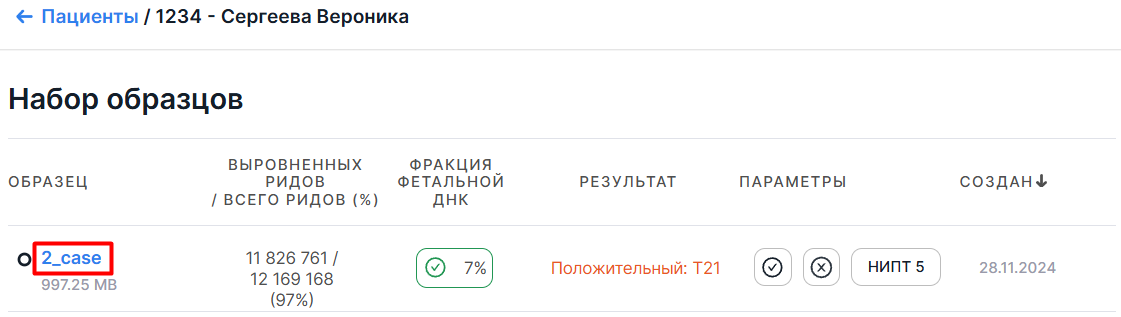 ← Пациенты / 1234 - Сергеева Вероника
Набор образцов
ОБРАЗЕЦ
ВЫРОВНЕННЫХ
РИДОВ
/ ВСЕГО РИДОВ (%)
ФРАКЦИЯ
ФЕТАЛЬНОЙ
ДНК
РЕЗУЛЬТАТ
ПАРАМЕТРЫ
СОЗДАН↓
2_case
997.25 MB
11 826 761 /
12 169 168
(97%)
7%
Положительный: T21
НИПТ 5
28.11.2024